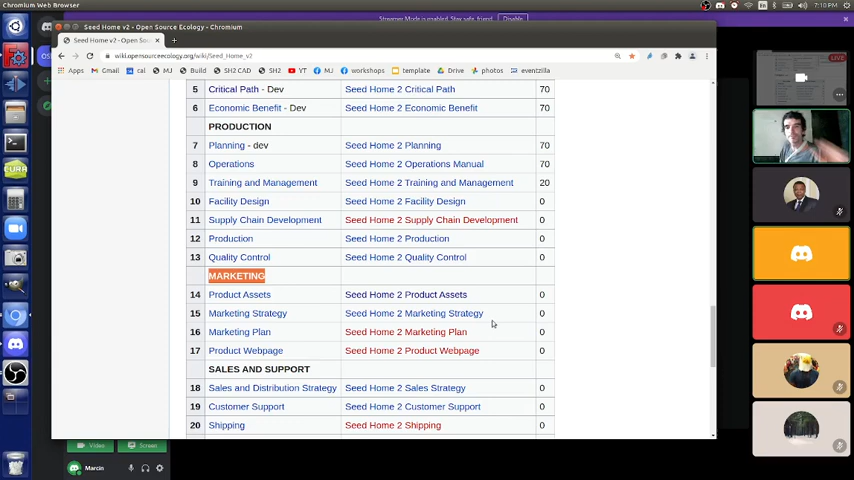 Chromium Web Browser
7:10 PM
Streamer Mode is enabled. Stay safe, friend. Disable
Seed Home v2 - Open Source Ecology - Chromium
Seed Home v2 - Open Sour
wiki.opensourceecology.org/wiki/Seed_Home_v2
Apps Gmail cal MJ Build SH2 CAD SH2 YT MJ workshops template Drive photos eventzilla
LIVE
5 Critical Path - Dev Seed Home 2 Critical Path 70
6 Economic Benefit - Dev Seed Home 2 Economic Benefit 70
PRODUCTION
7 Planning - dev Seed Home 2 Planning 70
8 Operations Seed Home 2 Operations Manual 70
9 Training and Management Seed Home 2 Training and Management 20
10 Facility Design Seed Home 2 Facility Design 0
11 Supply Chain Development Seed Home 2 Supply Chain Development 0
12 Production Seed Home 2 Production 0
13 Quality Control Seed Home 2 Quality Control 0
MARKETING
14 Product Assets Seed Home 2 Product Assets 0
15 Marketing Strategy Seed Home 2 Marketing Strategy 0
16 Marketing Plan Seed Home 2 Marketing Plan 0
17 Product Webpage Seed Home 2 Product Webpage 0
SALES AND SUPPORT
18 Sales and Distribution Strategy Seed Home 2 Sales Strategy 0
19 Customer Support Seed Home 2 Customer Support 0
20 Shipping Seed Home 2 Shipping 0
Video Screen
Marcin
CURA